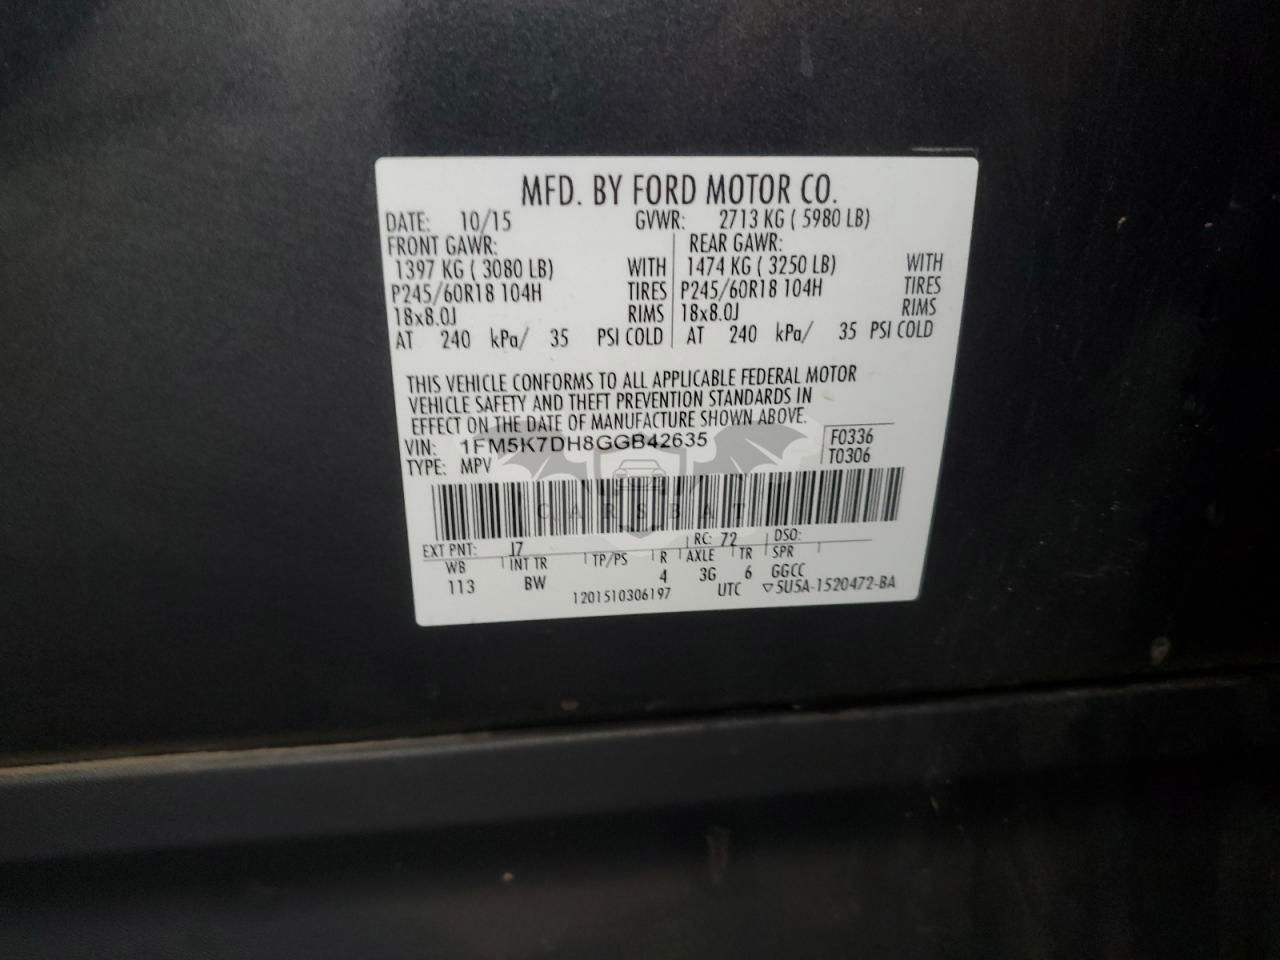 MFD. BY FORD MOTOR CO.
DATE: 10/15 GVWR: 2713 KG ( 5980 LB)
FRONT GAWR: REAR GAWR:
1397 KG ( 3080 LB) WITH 1474 KG ( 3250 LB) WITH
P245/60R18 104H TIRES P245/60R18 104H TIRES
18x8.0J RIMS 18x8.0J RIMS
AT 240 kPa/ 35 PSI COLD AT 240 kPa/ 35 PSI COLD
THIS VEHICLE CONFORMS TO ALL APPLICABLE FEDERAL MOTOR
VEHICLE SAFETY AND THEFT PREVENTION STANDARDS IN
EFFECT ON THE DATE OF MANUFACTURE SHOWN ABOVE.
VIN: 1FM5K7DH8GGB42635 F0336
TYPE: MPV T0306
CARSBAT
EXT PNT: J7 RC: 72 DSO:
WB INT TR TP/PS R AXLE TR SPR
113 BW 4 3G 6 GGCC
1201510306197 UTC ▽5U5A-1520472-BA